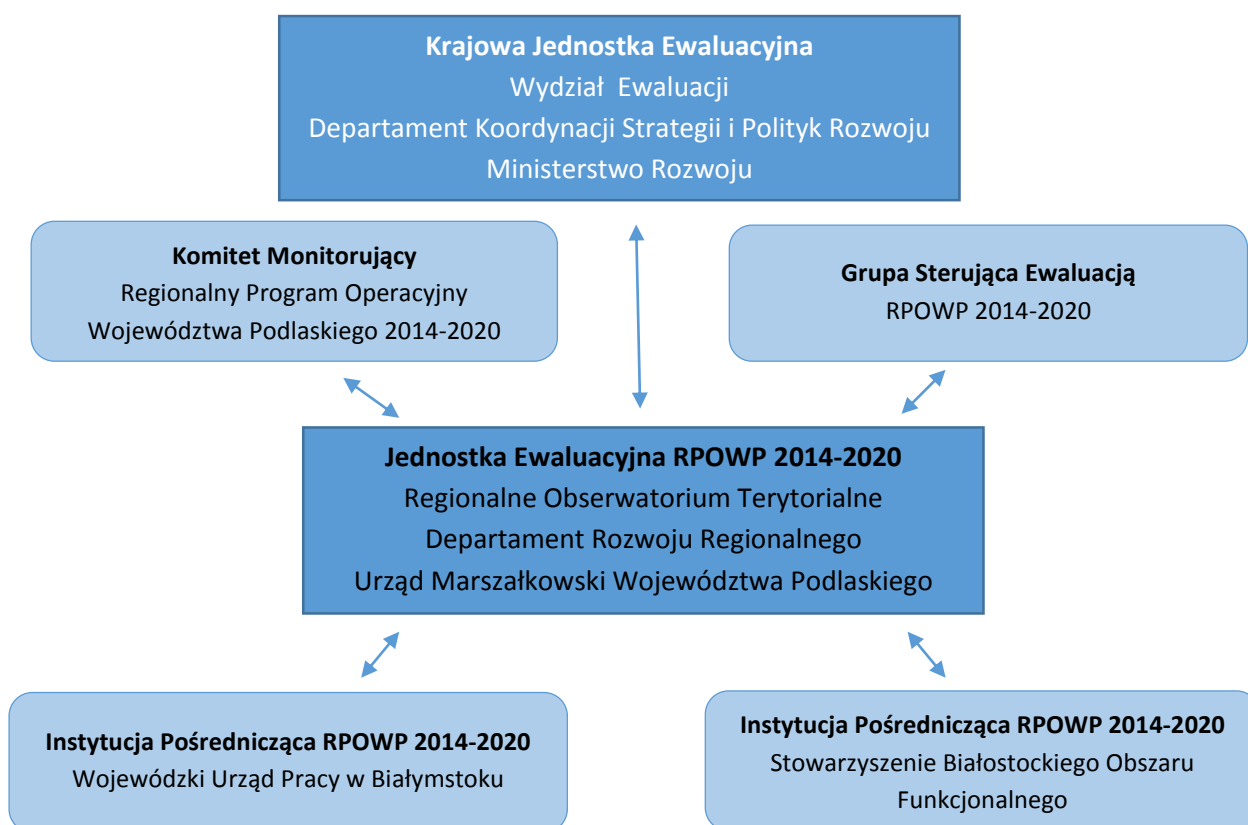 Krajowa Jednostka Ewaluacyjna
Wydział Ewaluacji
Departament Koordynacji Strategii i Polityk Rozwoju
Ministerstwo Rozwoju
Komitet Monitorujący
Regionalny Program Operacyjny
Województwa Podlaskiego 2014-2020
Grupa Sterująca Ewaluacją
RPOWP 2014-2020
Jednostka Ewaluacyjna RPOWP 2014-2020
Regionalne Obserwatorium Terytorialne
Departament Rozwoju Regionalnego
Urząd Marszałkowski Województwa Podlaskiego
Instytucja Pośrednicząca RPOWP 2014-2020
Wojewódzki Urząd Pracy w Białymstoku
Instytucja Pośrednicząca RPOWP 2014-2020
Stowarzyszenie Białostockiego Obszaru
Funkcjonalnego